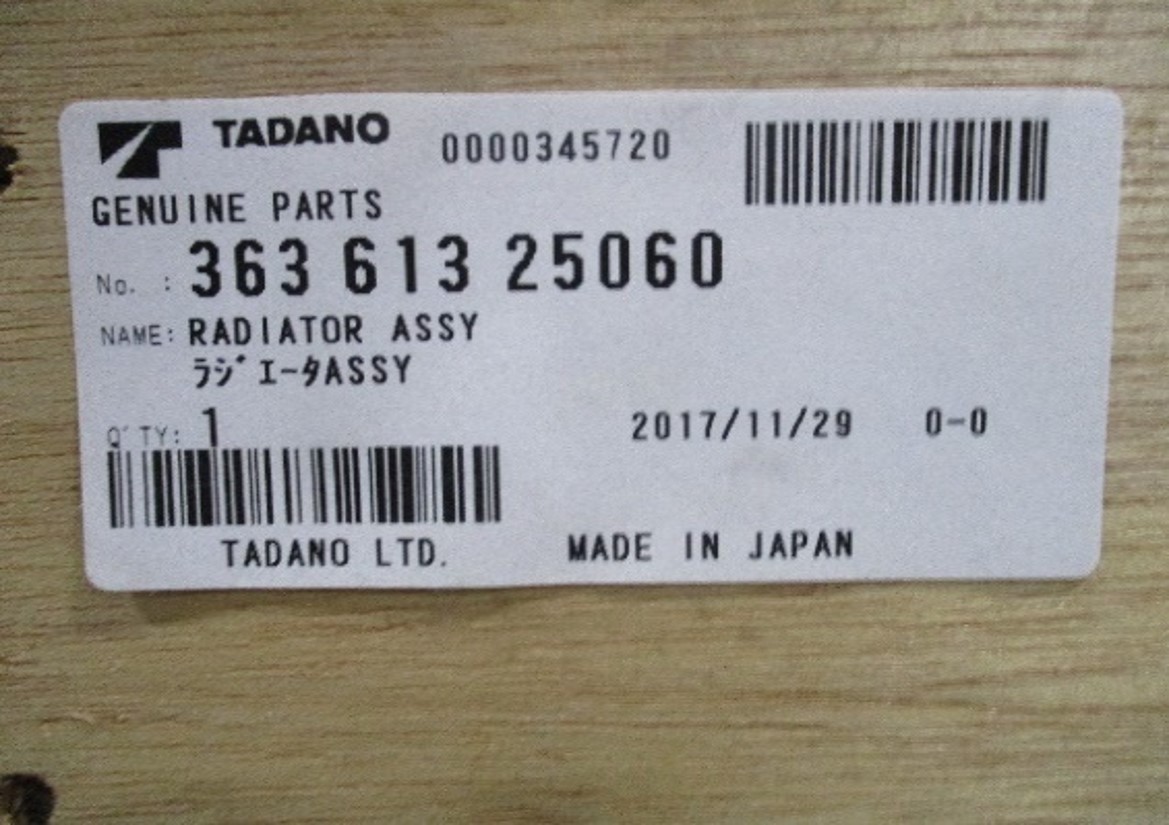 TADANO 0000345720
GENUINE PARTS
No. : 363 613 25060
NAME: RADIATOR ASSY
ラジエータASSY
Q'TY: 1 2017/11/29 0-0
TADANO LTD. MADE IN JAPAN